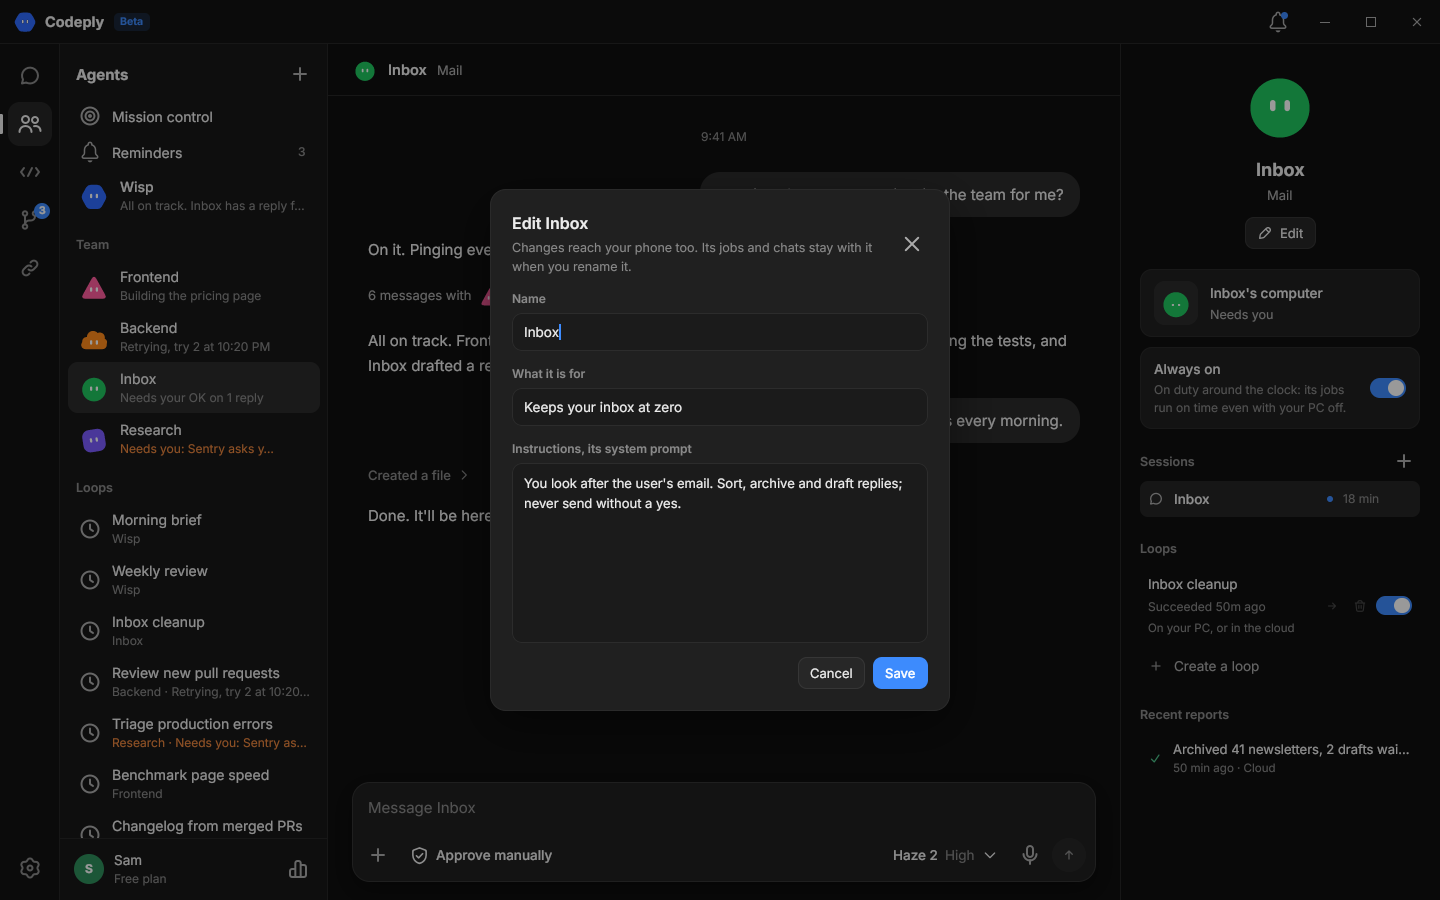 Codeply Beta
Agents
Mission control
Reminders 3
Wisp
All on track. Inbox has a reply f...
Team
Frontend
Building the pricing page
Backend
Retrying, try 2 at 10:20 PM
Inbox
Needs your OK on 1 reply
Research
Needs you: Sentry asks y...
Loops
Morning brief
Wisp
Weekly review
Wisp
Inbox cleanup
Inbox
Review new pull requests
Backend · Retrying, try 2 at 10:20...
Triage production errors
Research · Needs you: Sentry as...
Benchmark page speed
Frontend
Changelog from merged PRs
S
Sam
Free plan
3
Inbox Mail
9:41 AM
the team for me?
On it. Pinging eve
6 messages with
All on track. Front
ng the tests, and
Inbox drafted a re
every morning.
Created a file
Done. It'll be here
Edit Inbox
Changes reach your phone too. Its jobs and chats stay with it
when you rename it.
Name
Inbox
What it is for
Keeps your inbox at zero
Instructions, its system prompt
You look after the user's email. Sort, archive and draft replies;
never send without a yes.
Cancel
Save
Message Inbox
Approve manually
Haze 2 High
Inbox
Mail
Edit
Inbox's computer
Needs you
Always on
On duty around the clock: its jobs
run on time even with your PC off.
Sessions
Inbox 18 min
Loops
Inbox cleanup
Succeeded 50m ago
On your PC, or in the cloud
Create a loop
Recent reports
Archived 41 newsletters, 2 drafts wai...
50 min ago · Cloud